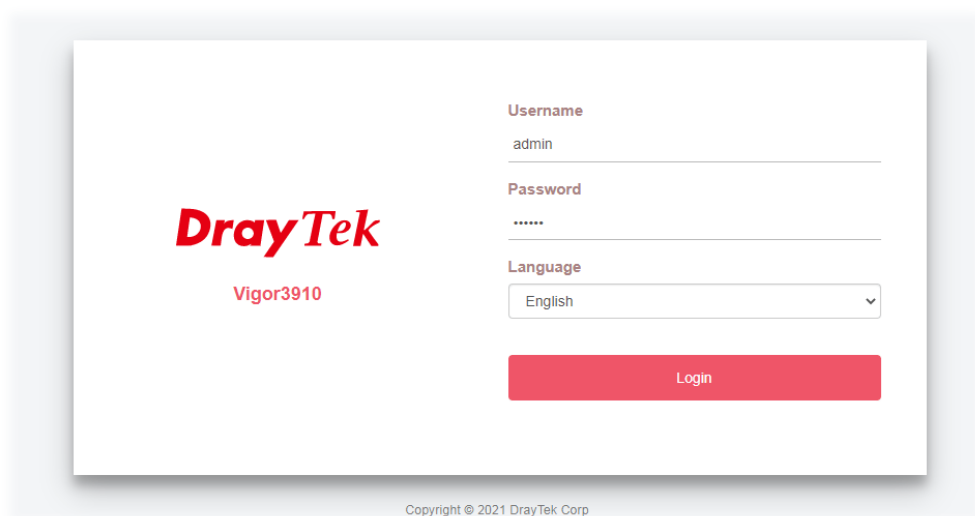 DrayTek
Vigor3910
Username
admin
Password
••••••
Language
English
Login
Copyright © 2021 DrayTek Corp